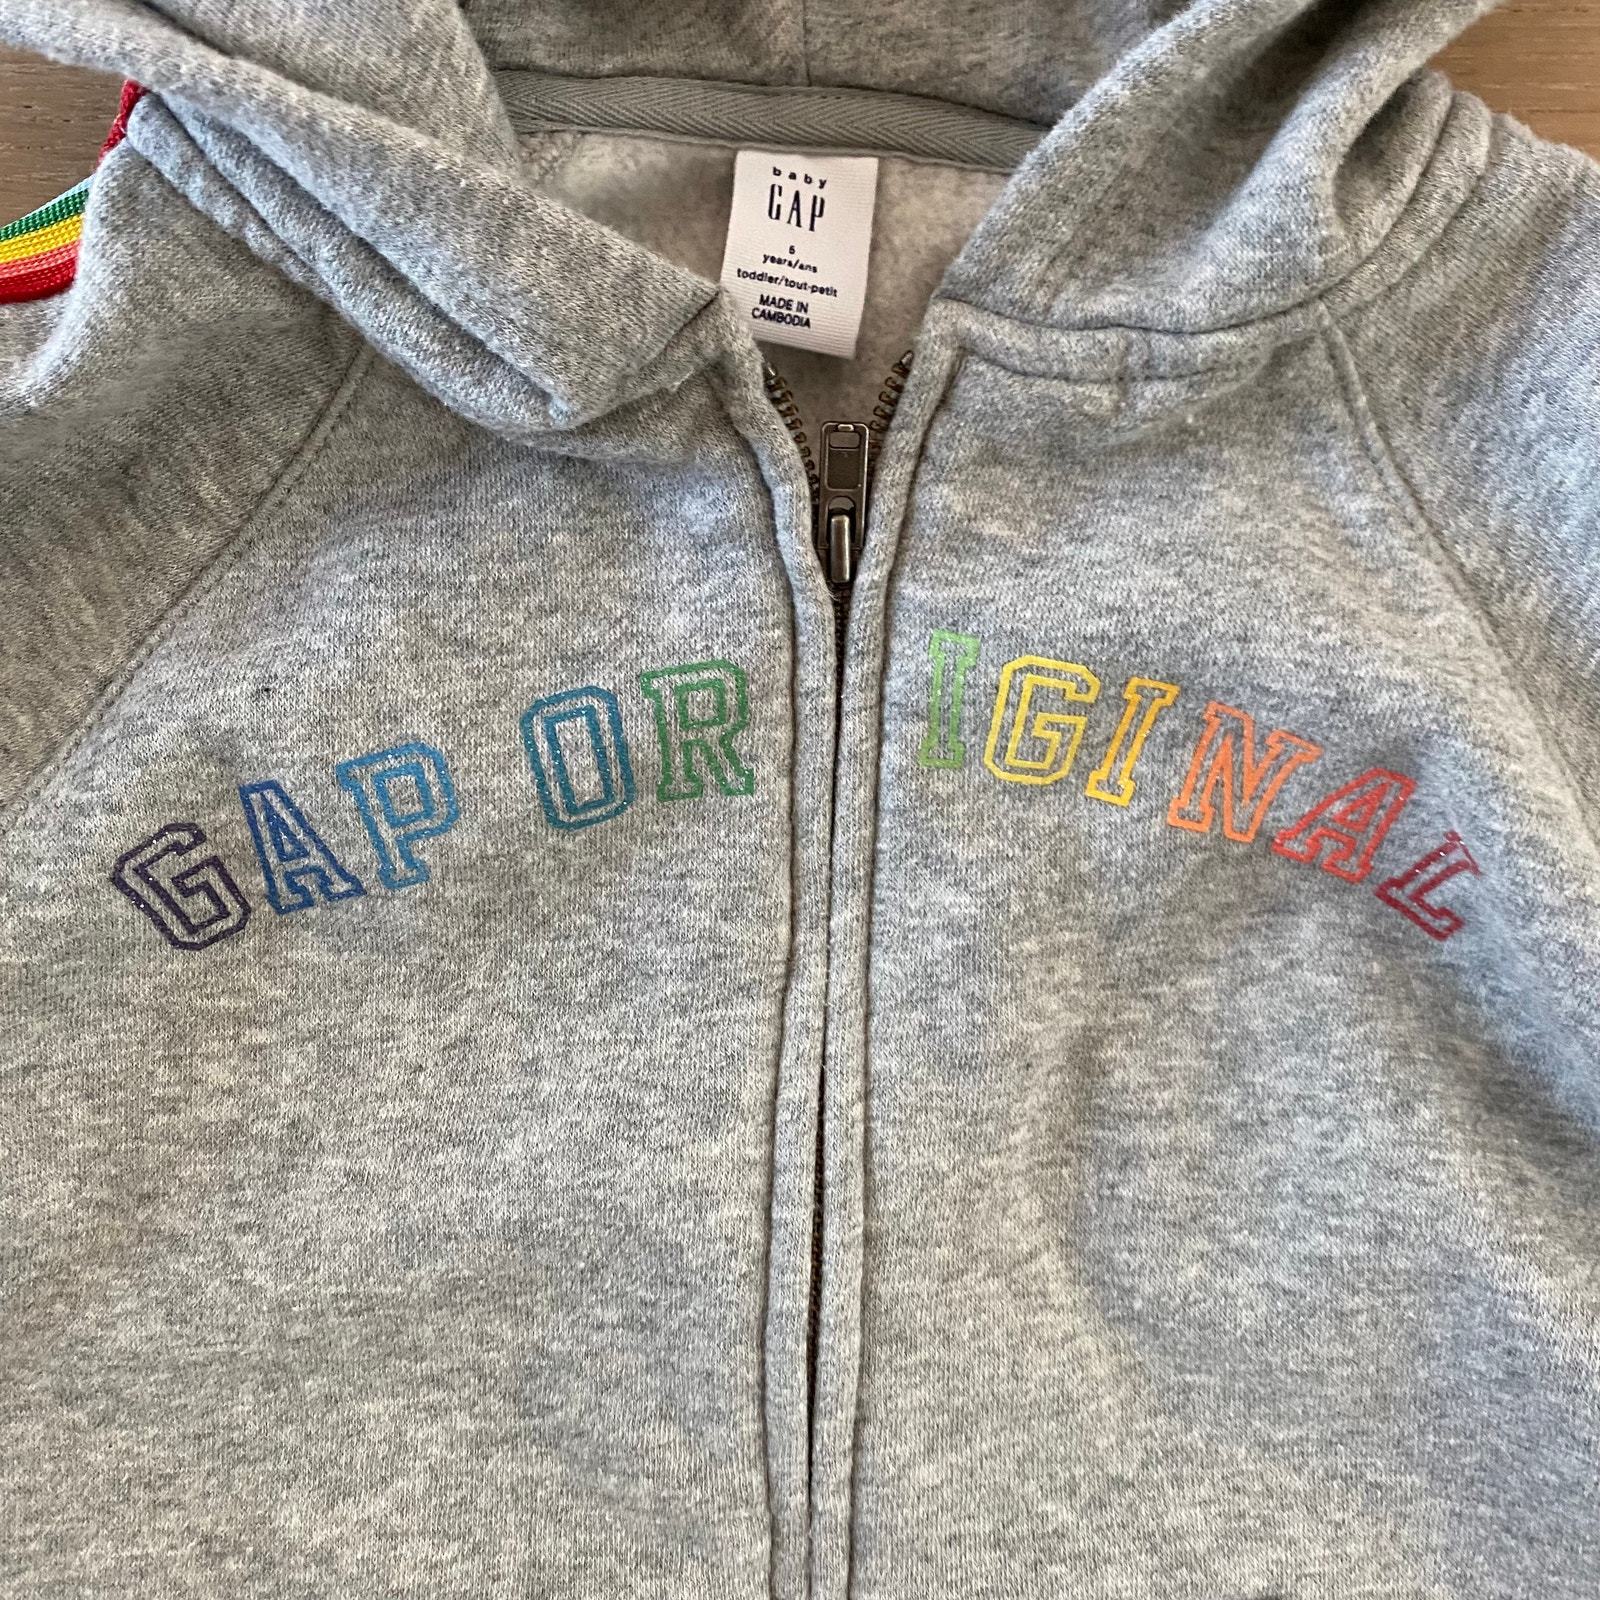 baby
GAP
5
years/ans
toddler/tout-petit
MADE IN
CAMBODIA
GAP ORIGINAL